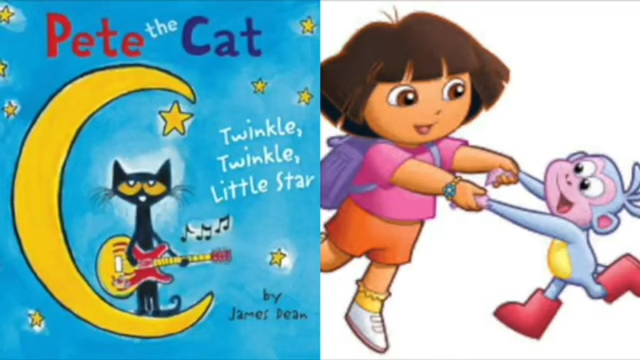 Pete the Cat
Twinkle,
Twinkle,
Little Star
by
James Dean